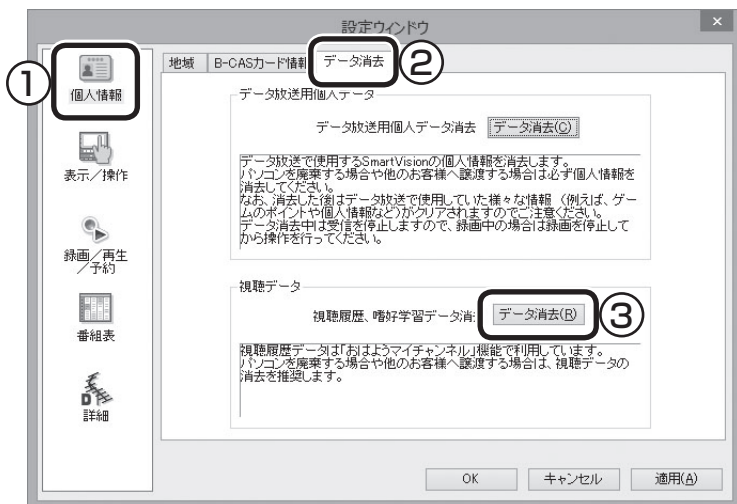 設定ウィンドウ
×
①
個人情報
表示／操作
録画／再生
／予約
番組表
詳細
地域
B-CASカード情報
データ消去
②
データ放送用個人データ
データ放送用個人データ消去
データ消去(C)
データ放送で使用するSmartVisionの個人情報を消去します。
パソコンを廃棄する場合や他のお客様へ譲渡する場合は必ず個人情報を
消去してください。
なお、消去した後はデータ放送で使用していた様々な情報（例えば、ゲー
ムのポイントや個人情報など）がクリアされますのでご注意ください。
データ消去中は受信を停止しますので、録画中の場合は録画を停止して
から操作を行ってください。
視聴データ
視聴履歴、嗜好学習データ消
データ消去(R)
③
視聴履歴データは「おはようマイチャンネル」機能で利用しています。
パソコンを廃棄する場合や他のお客様へ譲渡する場合は、視聴データの
消去を推奨します。
OK
キャンセル
適用(A)